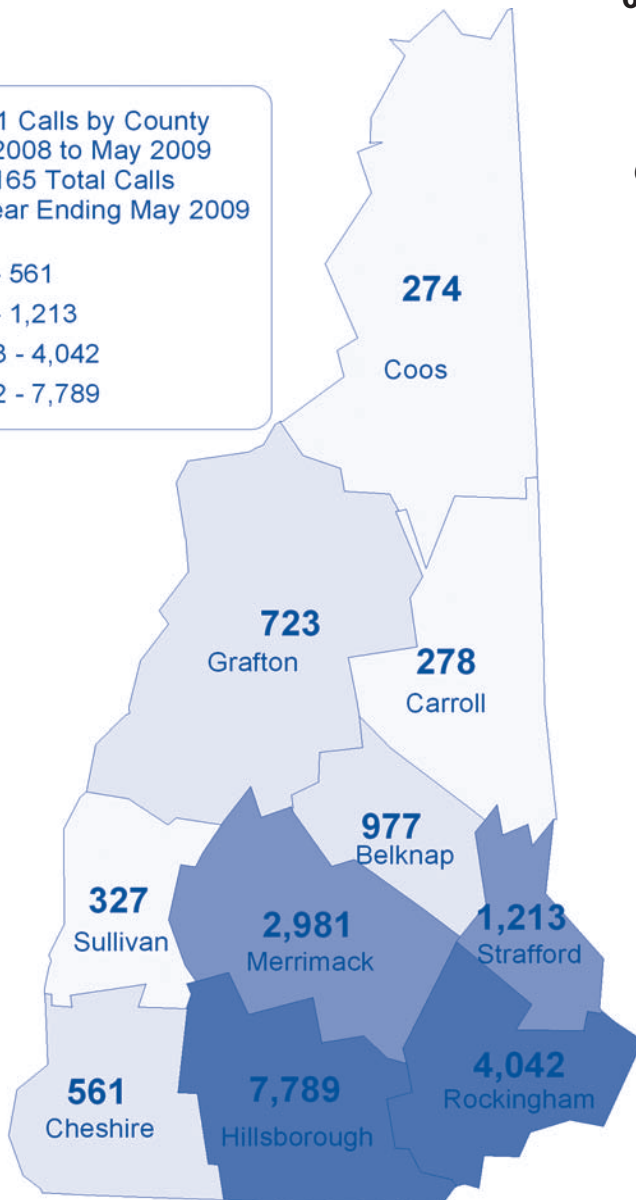 1 Calls by County
2008 to May 2009
165 Total Calls
ear Ending May 2009
- 561
- 1,213
3 - 4,042
2 - 7,789
274
Coos
723
Grafton
278
Carroll
977
Belknap
327
Sullivan
2,981
Merrimack
1,213
Strafford
561
Cheshire
7,789
Hillsborough
4,042
Rockingham